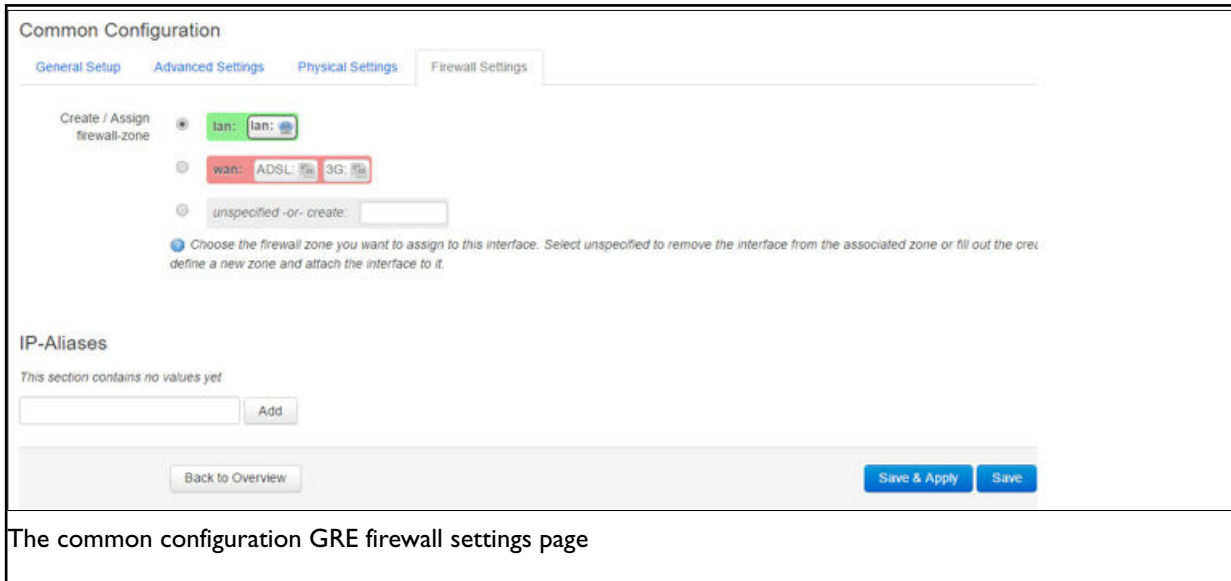 Common Configuration
General Setup Advanced Settings Physical Settings Firewall Settings
Create / Assign
firewall-zone
lan: lan:
wan: ADSL: 3G:
unspecified -or- create:
Choose the firewall zone you want to assign to this interface. Select unspecified to remove the interface from the associated zone or fill out the crea
define a new zone and attach the interface to it.
IP-Aliases
This section contains no values yet
Add
Back to Overview Save & Apply Save
The common configuration GRE firewall settings page